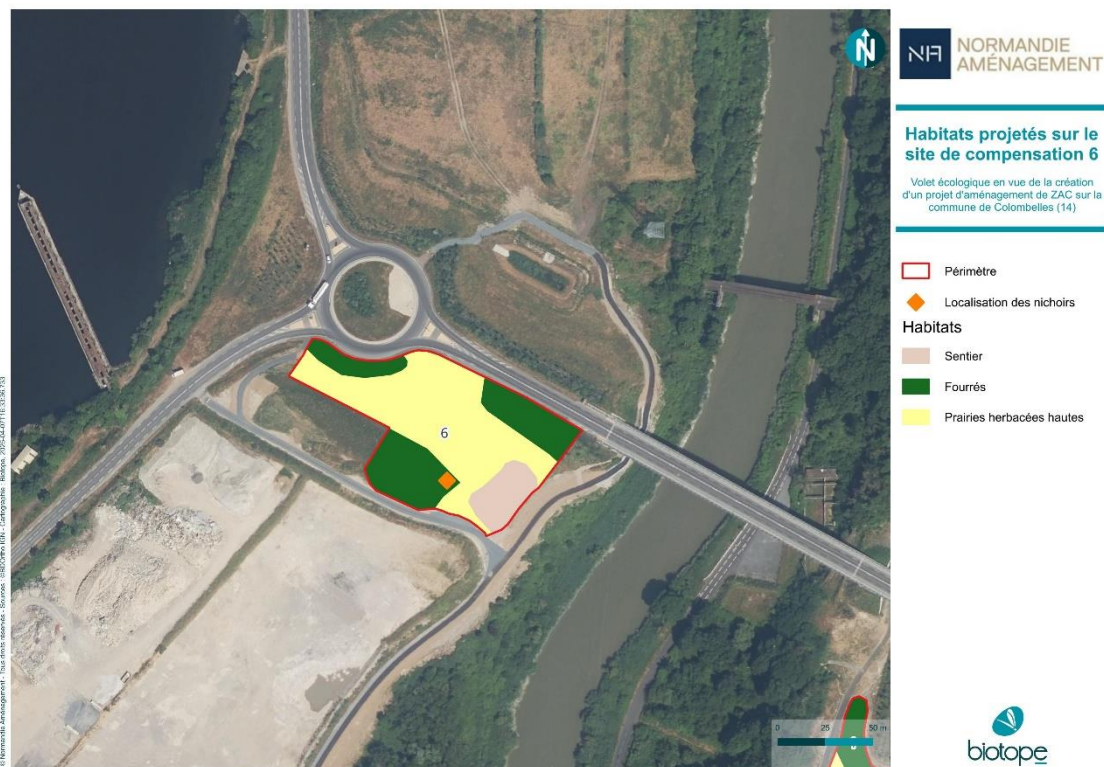 N
NA
NORMANDIE
AMÉNAGEMENT
Habitats projetés sur le
site de compensation 6
Volet écologique en vue de la création
d'un projet d'aménagement de ZAC sur la
commune de Colombelles (14)
Périmètre
Localisation des nichoirs
Habitats
Sentier
Fourrés
Prairies herbacées hautes
6
0 25 50 m
biotope